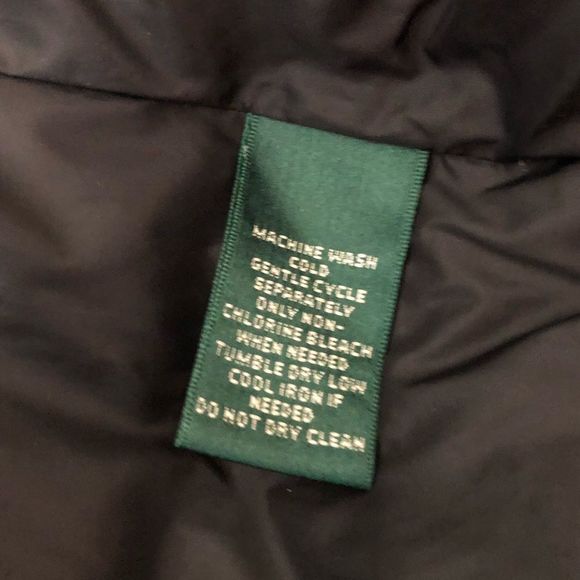 MACHINE WASH
COLD
GENTLE CYCLE
SEPARATELY
ONLY NON-
CHLORINE BLEACH
WHEN NEEDED
TUMBLE DRY LOW
COOL IRON IF
NEEDED
DO NOT DRY CLEAN